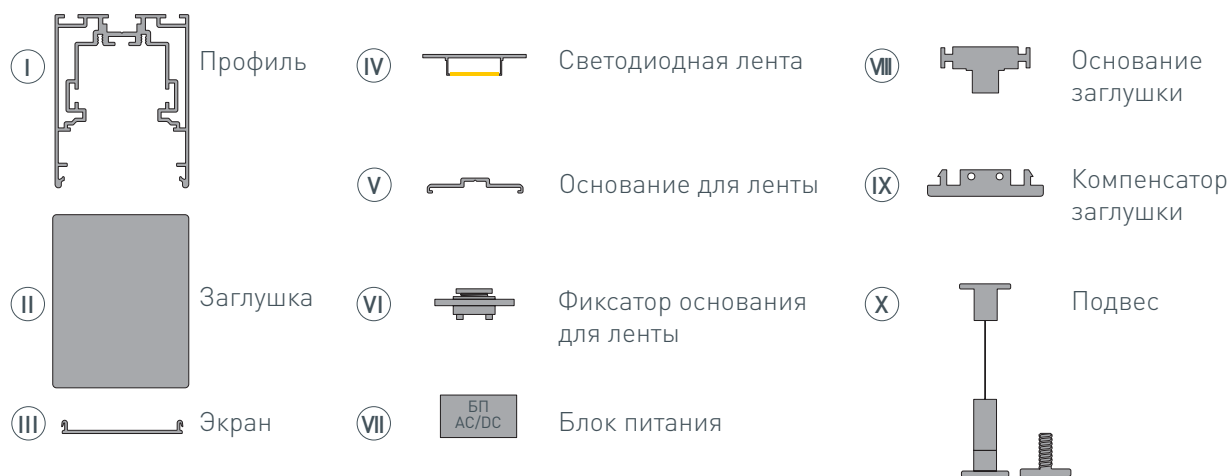 I
Профиль
II
Заглушка
III
Экран
IV
Светодиодная лента
V
Основание для ленты
VI
Фиксатор основания
для ленты
VII
БП
AC/DC
Блок питания
VIII
Основание
заглушки
IX
Компенсатор
заглушки
X
Подвес